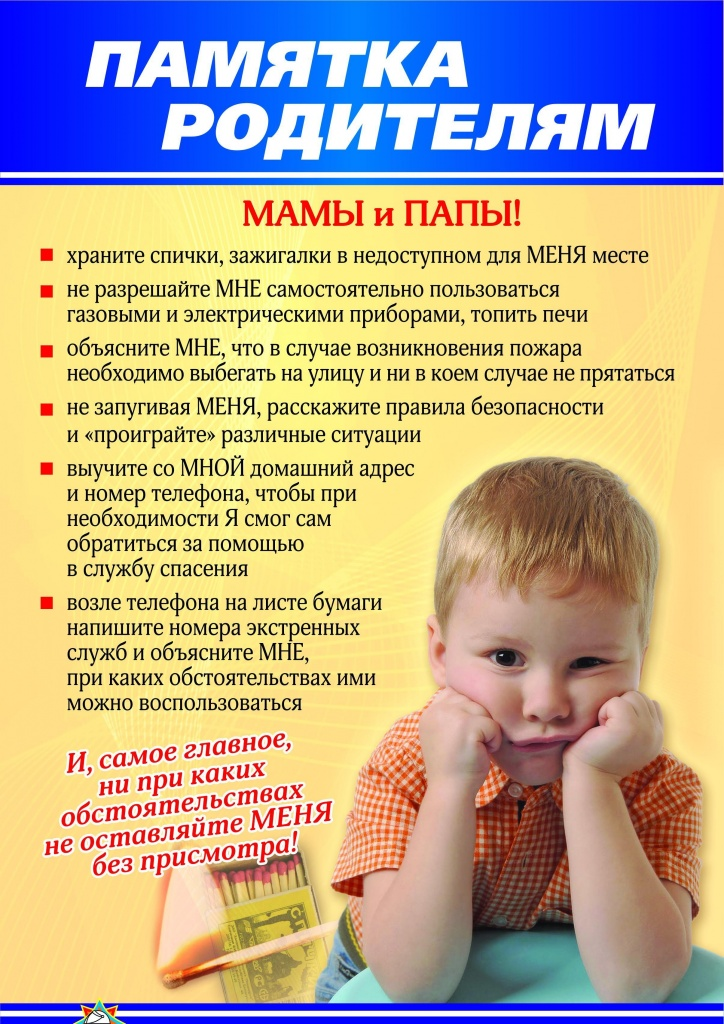 ПАМЯТКА
РОДИТЕЛЯМ
МАМЫ и ПАПЫ!
храните спички, зажигалки в недоступном для МЕНЯ месте
не разрешайте МНЕ самостоятельно пользоваться
газовыми и электрическими приборами, топить печи
объясните МНЕ, что в случае возникновения пожара
необходимо выбегать на улицу и ни в коем случае не прятаться
не запугивая МЕНЯ, расскажите правила безопасности
и «проиграйте» различные ситуации
выучите со МНОЙ домашний адрес
и номер телефона, чтобы при
необходимости Я смог сам
обратиться за помощью
в службу спасения
возле телефона на листе бумаги
напишите номера экстренных
служб и объясните МНЕ,
при каких обстоятельствах ими
можно воспользоваться
И, самое главное,
ни при каких
обстоятельствах
не оставляйте МЕНЯ
без присмотра!